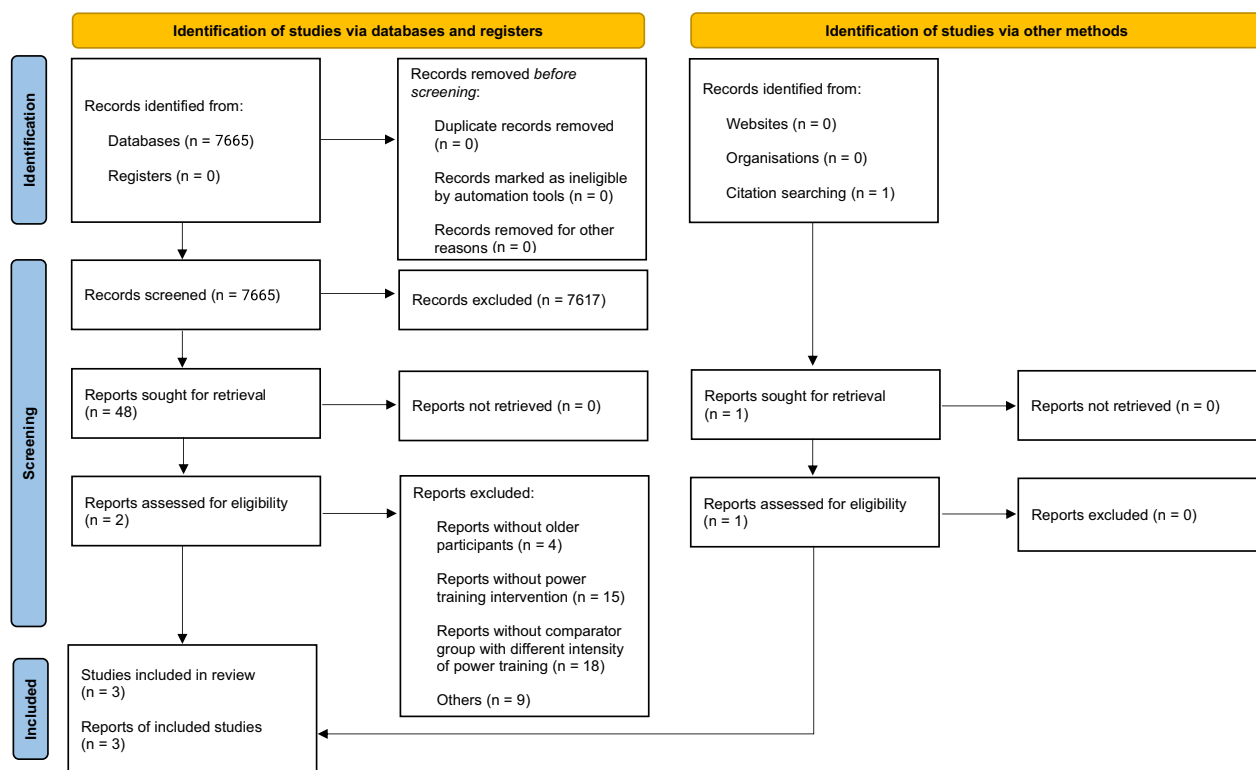 Identification of studies via databases and registers
Identification of studies via other methods
Identification
Records identified from:
Databases (n = 7665)
Registers (n = 0)
Records removed before
screening:
Duplicate records removed
(n = 0)
Records marked as ineligible
by automation tools (n = 0)
Records removed for other
reasons (n = 0)
Records identified from:
Websites (n = 0)
Organisations (n = 0)
Citation searching (n = 1)
Screening
Records screened (n = 7665)
Records excluded (n = 7617)
Reports sought for retrieval
(n = 48)
Reports not retrieved (n = 0)
Reports sought for retrieval
(n = 1)
Reports not retrieved (n = 0)
Reports assessed for eligibility
(n = 2)
Reports excluded:
Reports without older
participants (n = 4)
Reports without power
training intervention (n = 15)
Reports without comparator
group with different intensity
of power training (n = 18)
Others (n = 9)
Reports assessed for eligibility
(n = 1)
Reports excluded (n = 0)
Included
Studies included in review
(n = 3)
Reports of included studies
(n = 3)